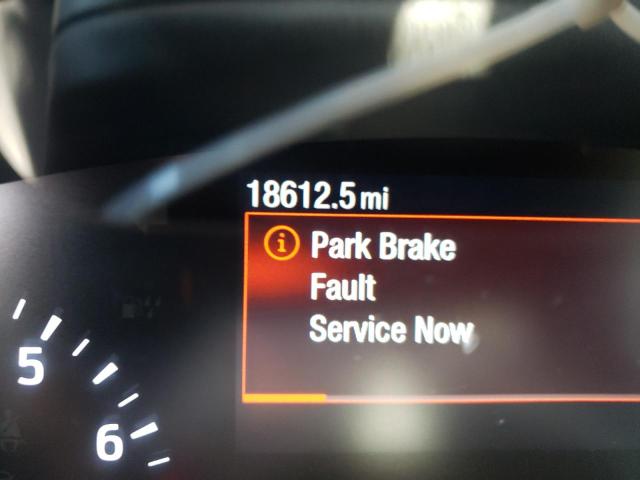 18612.5 mi
i Park Brake
Fault
Service Now
5
6